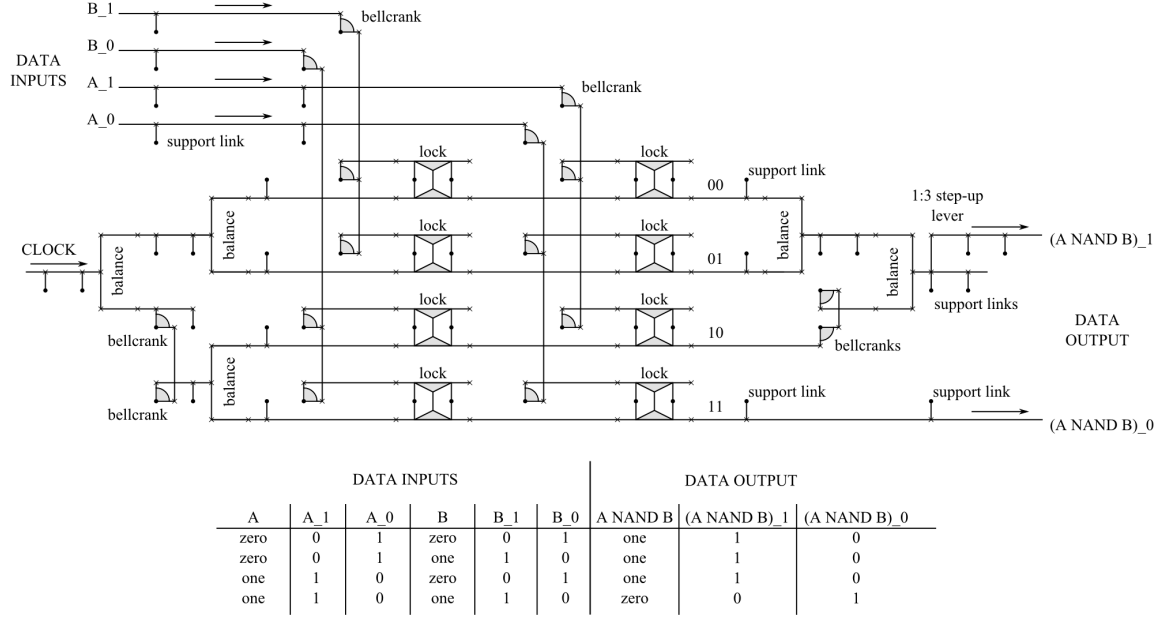 B_1
bellcrank
B_0
DATA
INPUTS
A_1
bellcrank
A_0
support link
lock
lock
support link
00
1:3 step-up
lever
balance
balance
lock
lock
(A NAND B)_1
CLOCK
balance
01
balance
support links
lock
lock
DATA
OUTPUT
bellcrank
10
bellcranks
balance
lock
lock
support link
support link
bellcrank
11
(A NAND B)_0
DATA INPUTS DATA OUTPUT
A A_1 A_0 B B_1 B_0 A NAND B (A NAND B)_1 (A NAND B)_0
zero 0 1 zero 0 1 one 1 0
zero 0 1 one 1 0 one 1 0
one 1 0 zero 0 1 one 1 0
one 1 0 one 1 0 zero 0 1